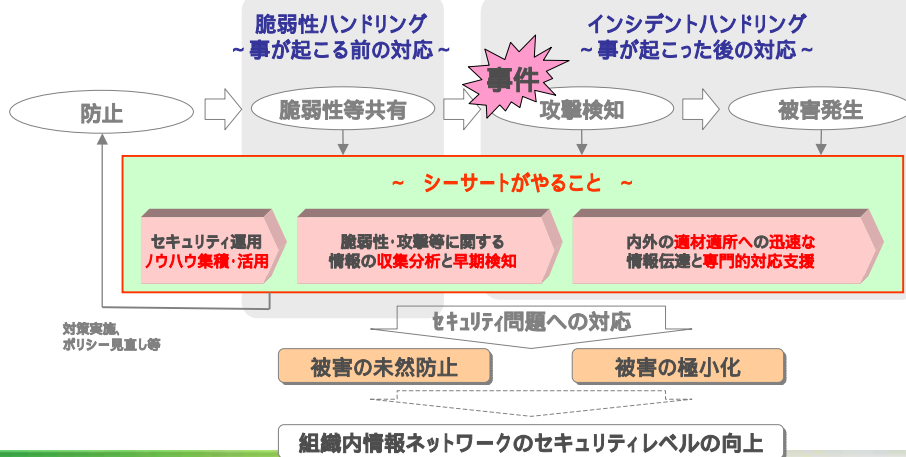 脆弱性ハンドリング
~ 事が起こる前の対応 ~
インシデントハンドリング
~ 事が起こった後の対応 ~
事件
防止
脆弱性等共有
攻撃検知
被害発生
~ シーサートがやること ~
セキュリティ運用
ノウハウ集積・活用
脆弱性・攻撃等に関する
情報の収集分析と早期検知
内外の適材適所への迅速な
情報伝達と専門的対応支援
対策実施、
ポリシー見直し等
セキュリティ問題への対応
被害の未然防止
被害の極小化
組織内情報ネットワークのセキュリティレベルの向上